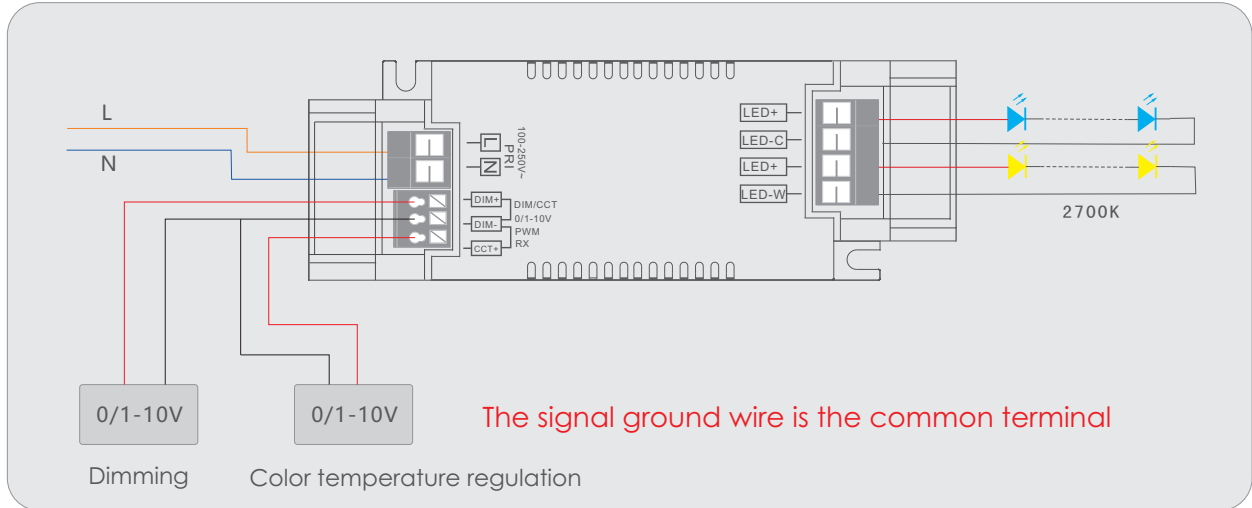 L
N
100-250V~
PRI
L
N
DIM+
DIM-
CCT+
DIM/CCT
0/1-10V
PWM
RX
LED+
LED-C
LED+
LED-W
2700K
0/1-10V
0/1-10V
The signal ground wire is the common terminal
Dimming
Color temperature regulation